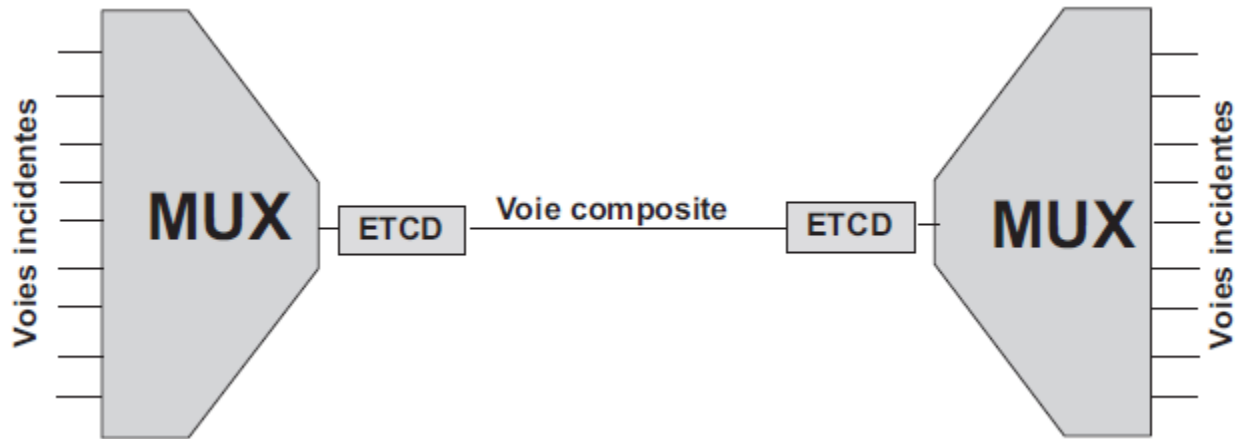 Voies incidentes
MUX
ETCD
Voie composite
ETCD
MUX
Voies incidentes